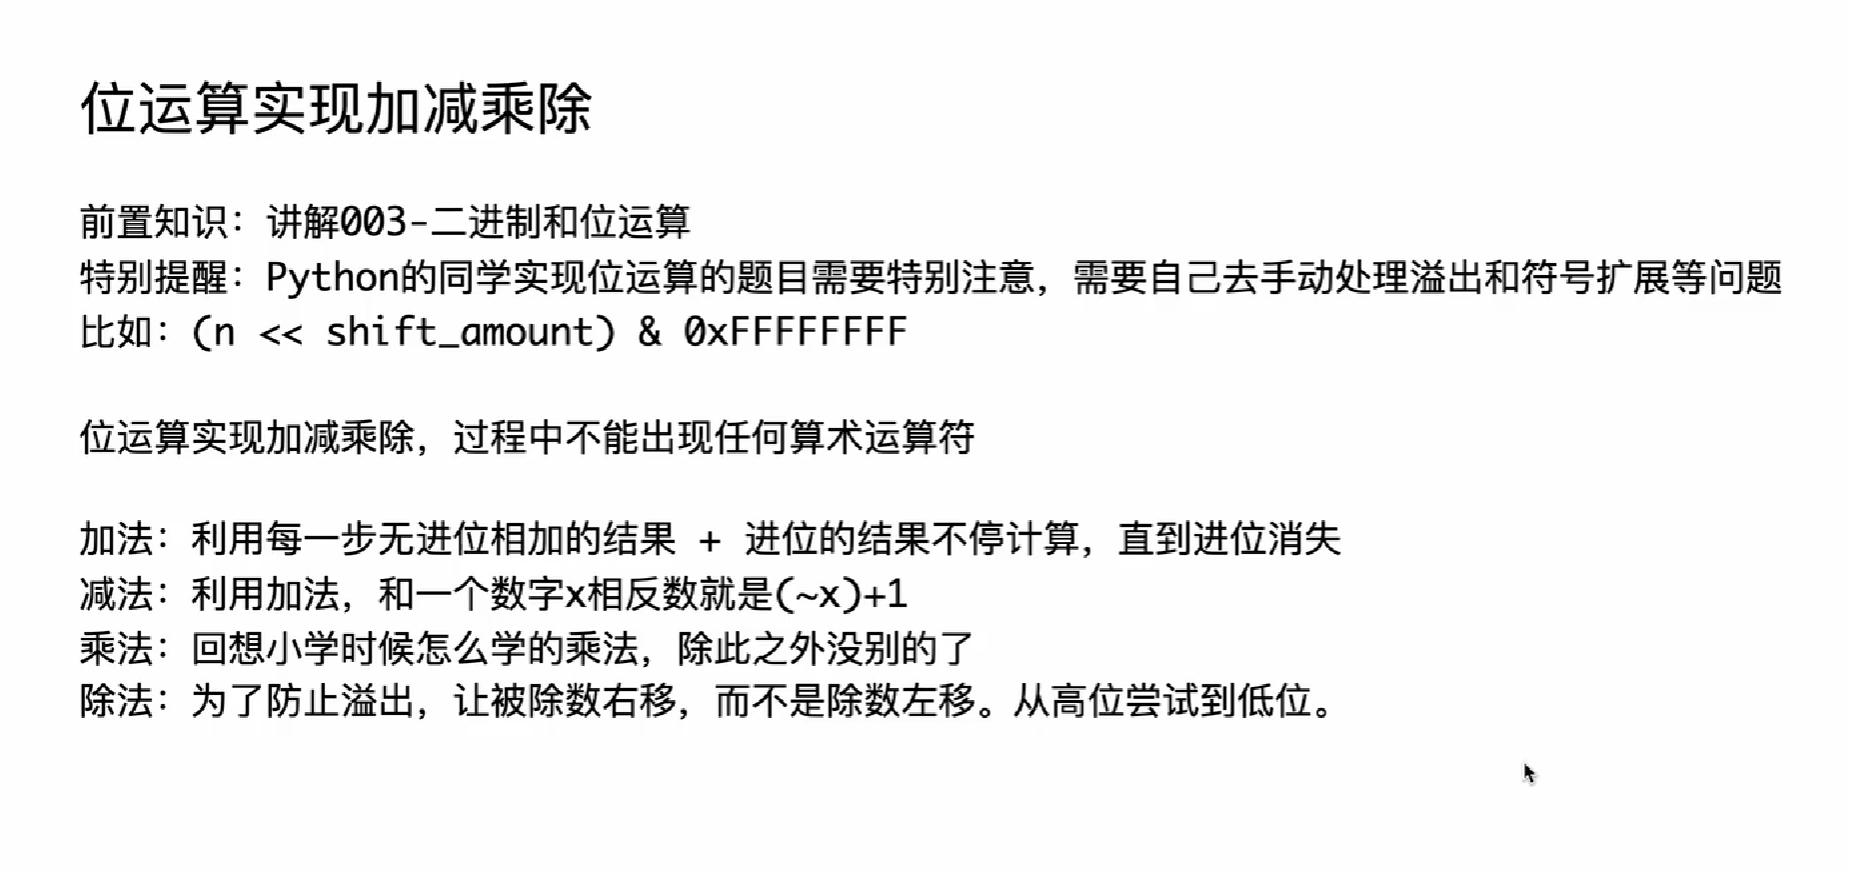 位运算实现加减乘除
前置知识：讲解003-二进制和位运算
特别提醒：Python的同学实现位运算的题目需要特别注意，需要自己去手动处理溢出和符号扩展等问题
比如：(n << shift_amount) & 0xFFFFFFFF
位运算实现加减乘除，过程中不能出现任何算术运算符
加法：利用每一步无进位相加的结果 + 进位的结果不停计算，直到进位消失
减法：利用加法，和一个数字x相反数就是(~x)+1
乘法：回想小学时候怎么学的乘法，除此之外没别的了
除法：为了防止溢出，让被除数右移，而不是除数左移。从高位尝试到低位。